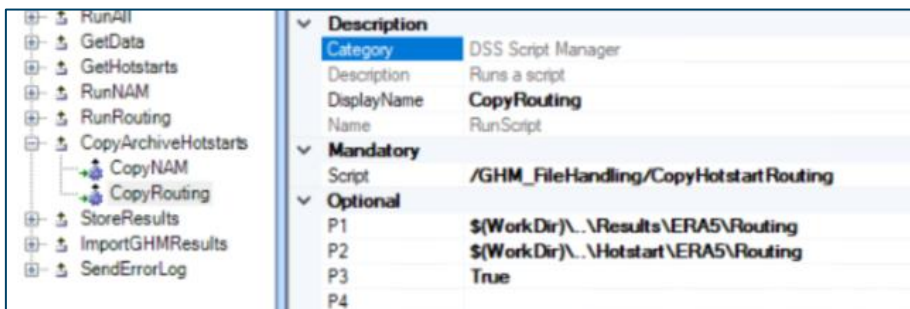 RunAll
GetData
GetHotstarts
RunNAM
RunRouting
CopyArchiveHotstarts
CopyNAM
CopyRouting
StoreResults
ImportGHMResults
SendErrorLog
Description
Category DSS Script Manager
Description Runs a script
DisplayName CopyRouting
Name RunScript
Mandatory
Script /GHM_FileHandling/CopyHotstartRouting
Optional
P1 $(WorkDir)\..\Results\ERA5\Routing
P2 $(WorkDir)\..\Hotstart\ERA5\Routing
P3 True
P4